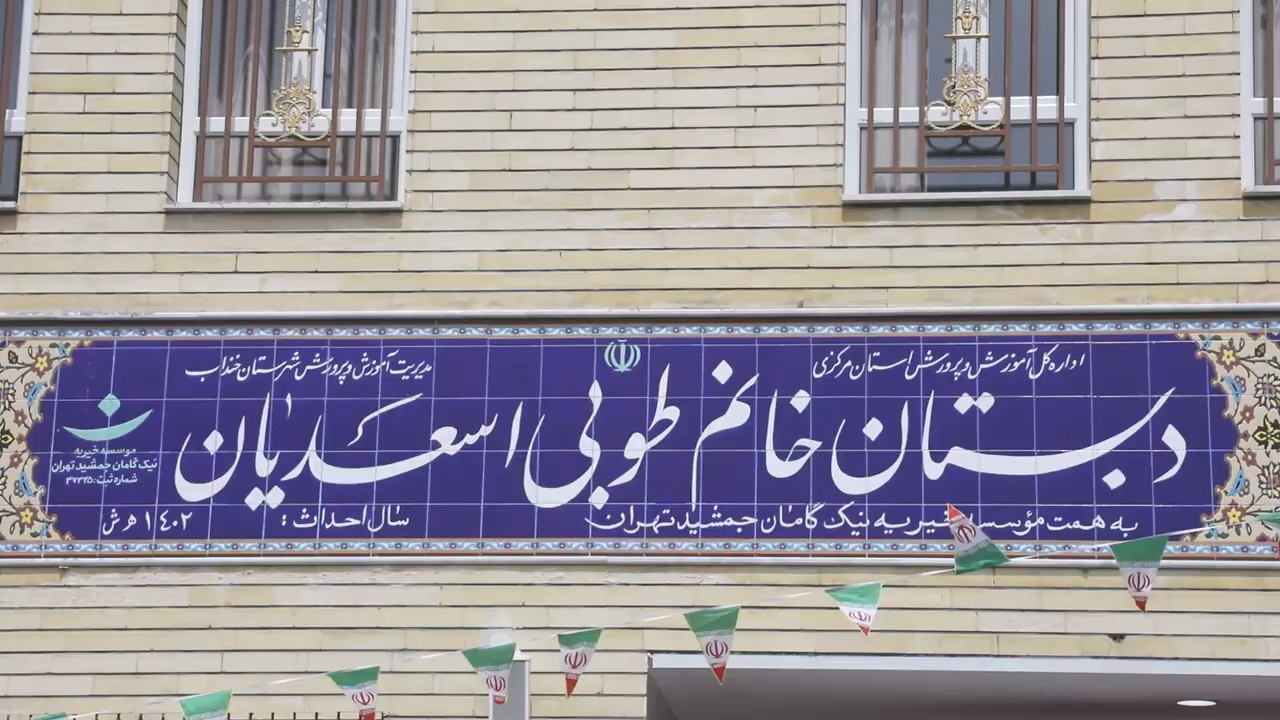 اداره کل آموزش و پرورش استان مرکزی
مدیریت آموزش و پرورش شهرستان خنداب
دبستان خانم طوبی اسعدیان
موسسه خیریه
نیک گامان جمشید تهران
شماره ثبت: ۳۷۳۲۵
به همت مؤسسه خیریه نیک گامان جمشید تهران
سال احداث : ۱۴۰۲ ه ش